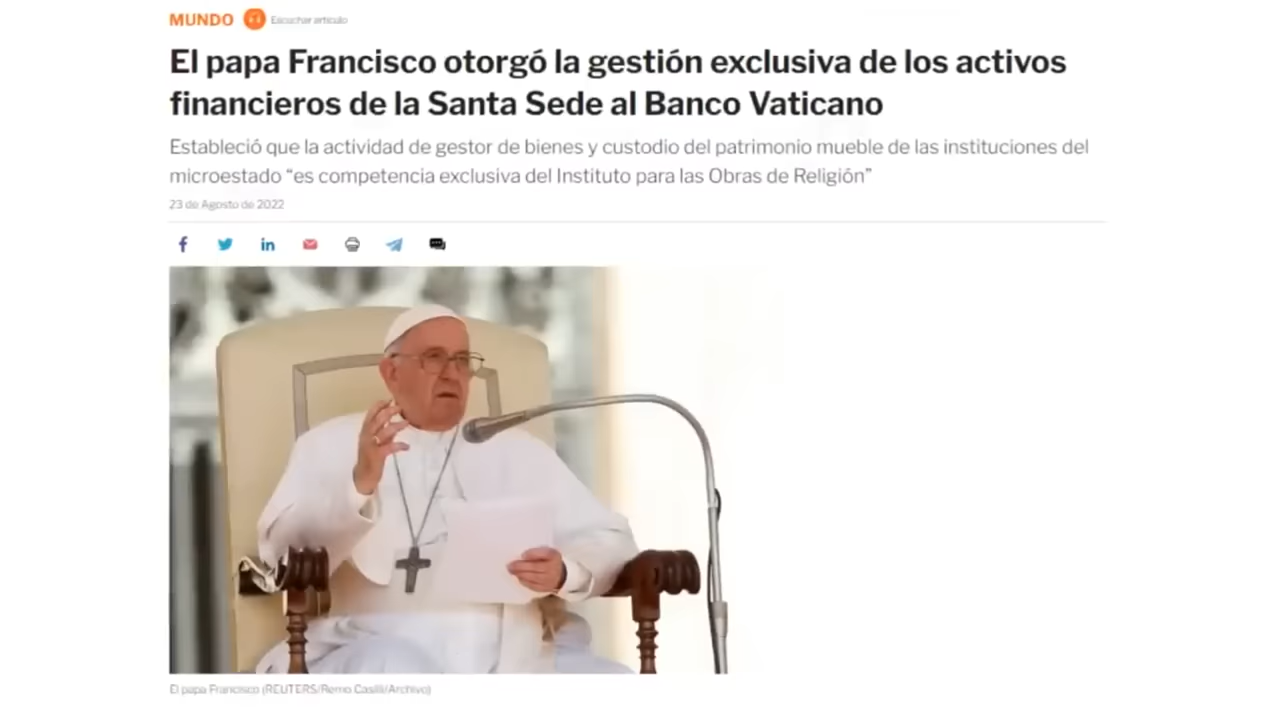 MUNDO Escuchar artículo
El papa Francisco otorgó la gestión exclusiva de los activos
financieros de la Santa Sede al Banco Vaticano
Estableció que la actividad de gestor de bienes y custodio del patrimonio mueble de las instituciones del
microestado “es competencia exclusiva del Instituto para las Obras de Religión”
23 de Agosto de 2022
El papa Francisco (REUTERS/Remo Casilli/Archivo)